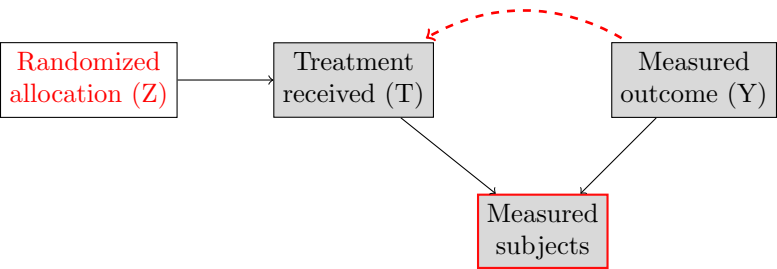 Randomized
allocation (Z)
Treatment
received (T)
Measured
outcome (Y)
Measured
subjects